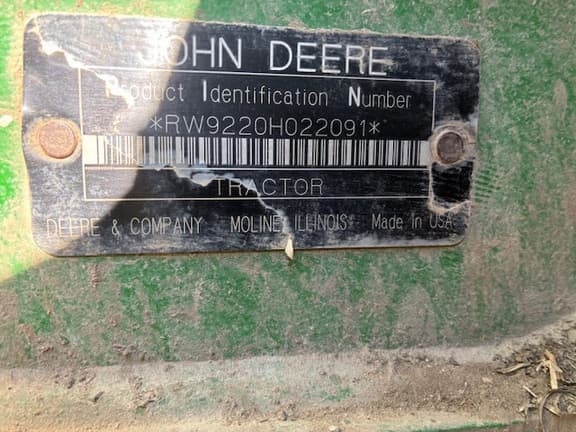 JOHN DEERE
Product Identification Number
*RW9220H022091*
TRACTOR
DEERE & COMPANY MOLINE, ILLINOIS Made In USA